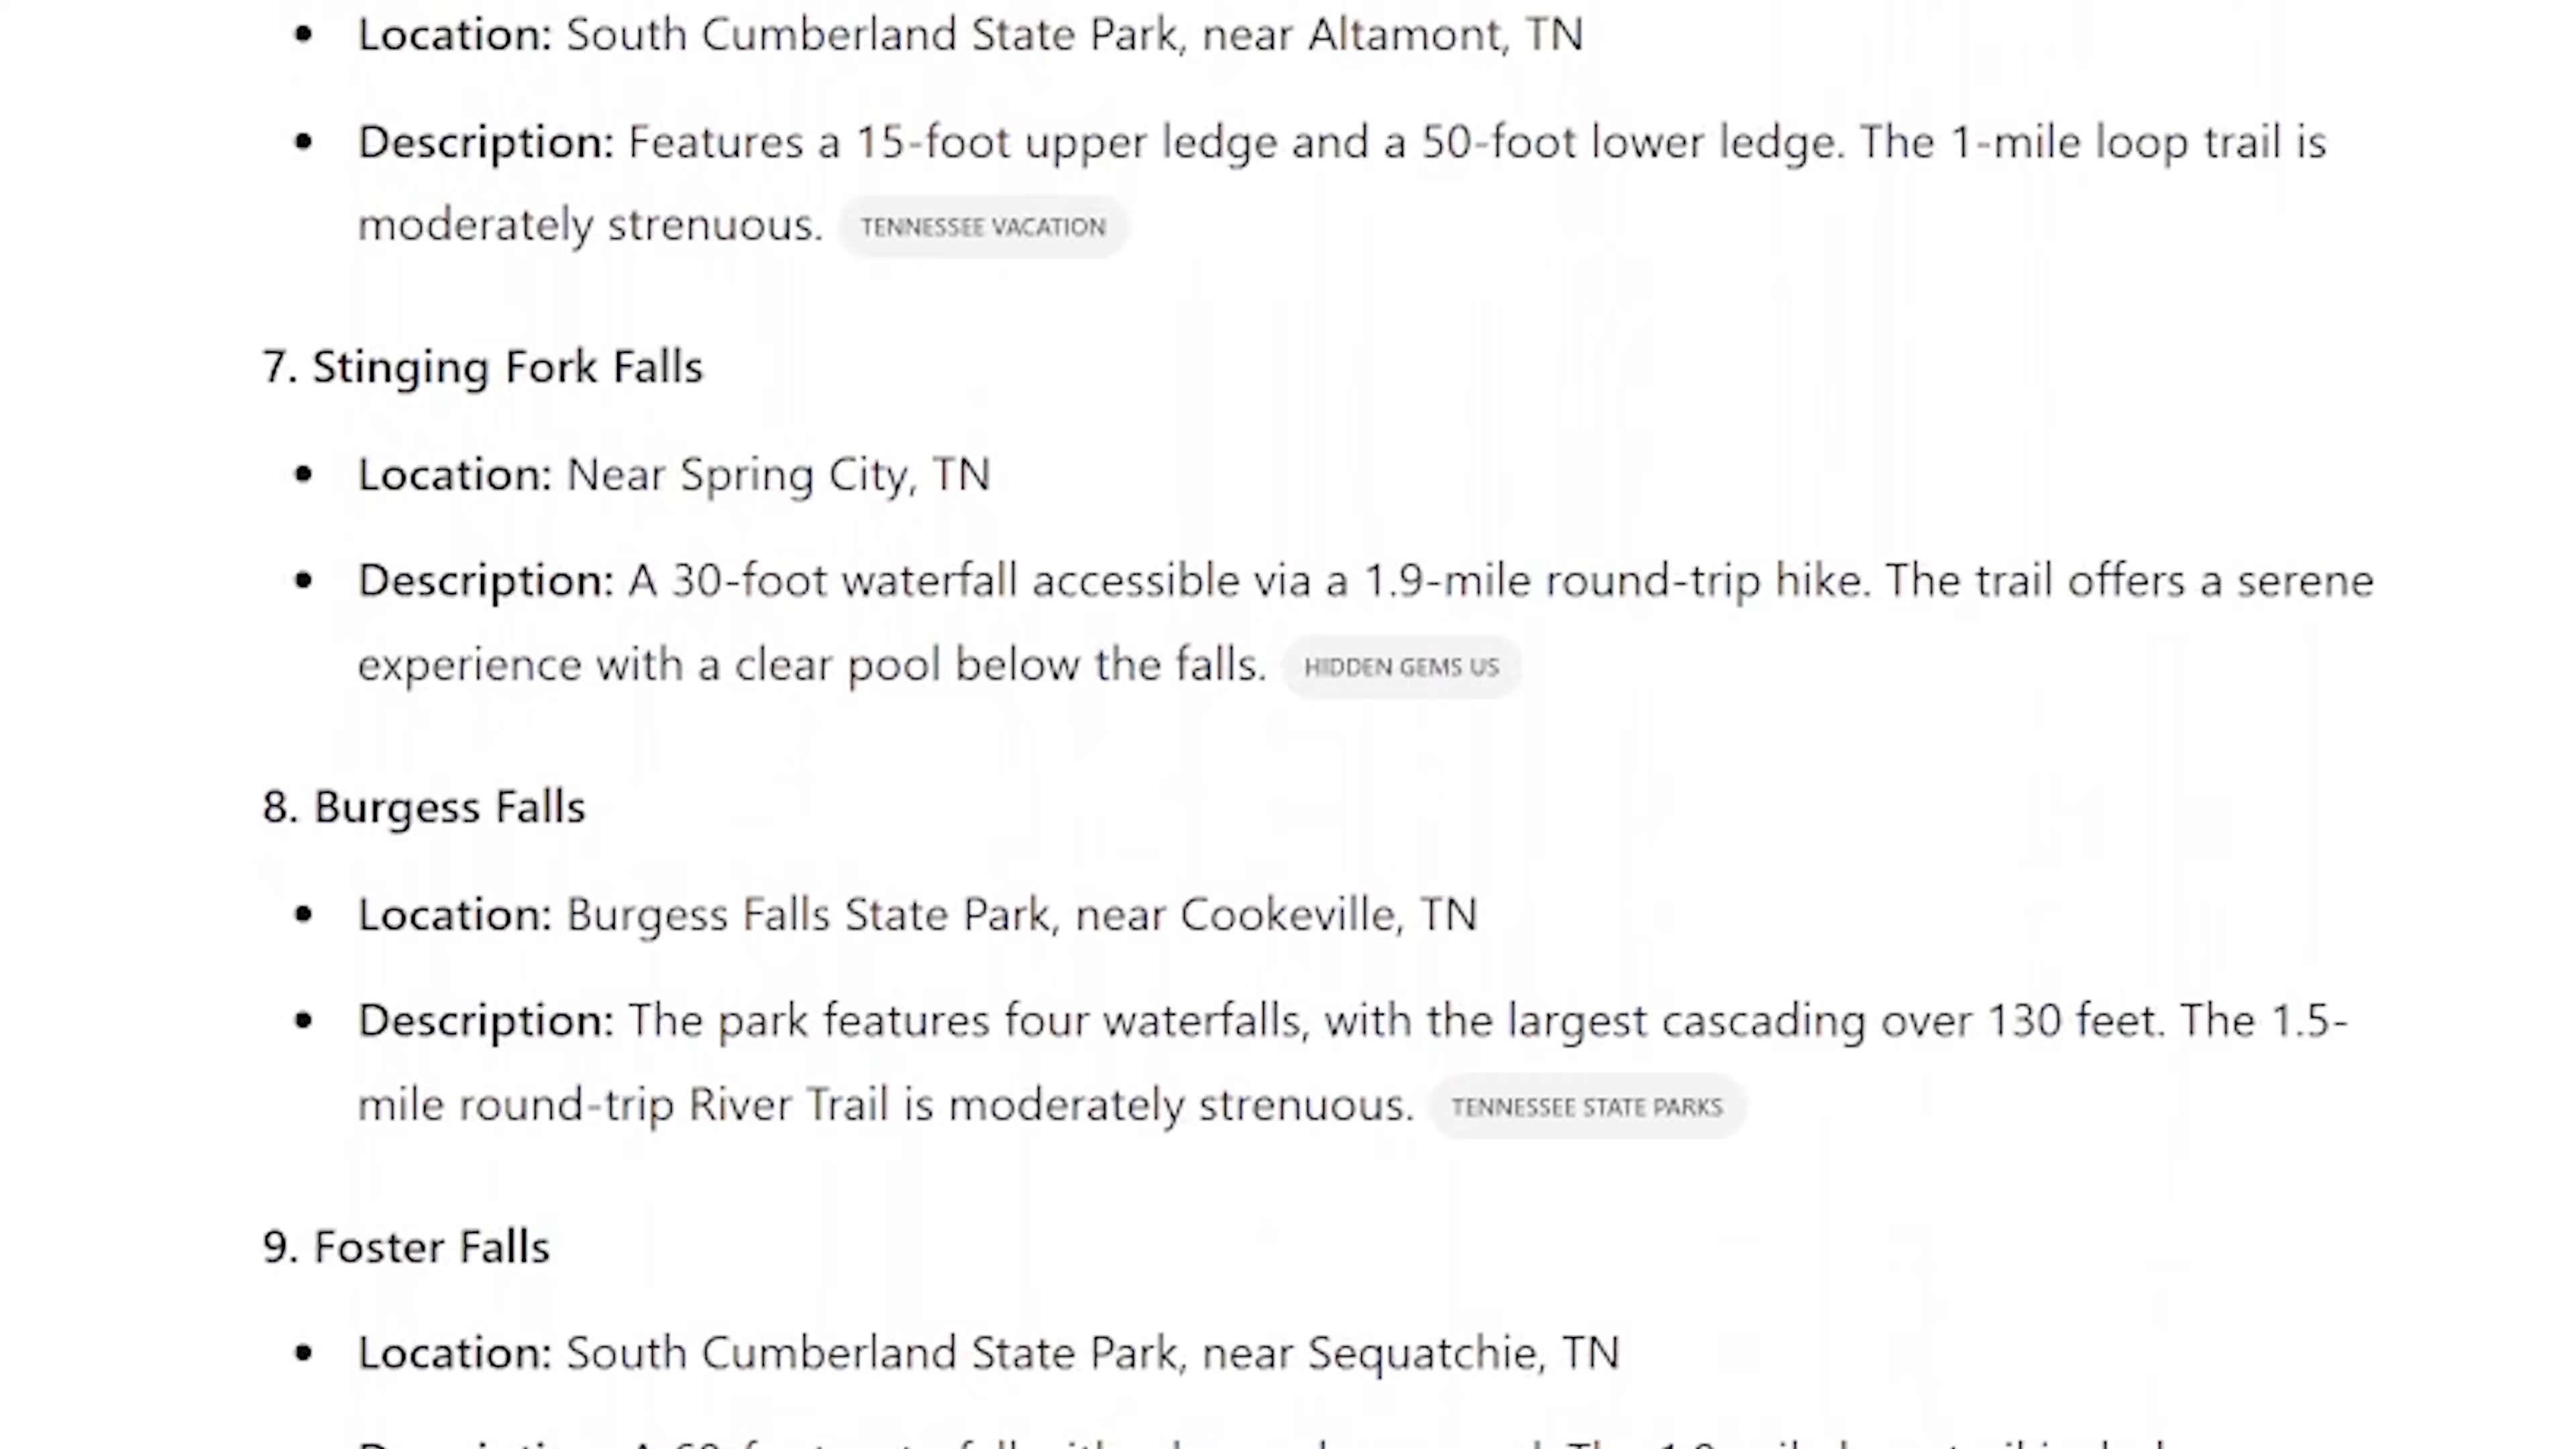 • Location: South Cumberland State Park, near Altamont, TN
• Description: Features a 15-foot upper ledge and a 50-foot lower ledge. The 1-mile loop trail is
moderately strenuous. TENNESSEE VACATION
7. Stinging Fork Falls
• Location: Near Spring City, TN
• Description: A 30-foot waterfall accessible via a 1.9-mile round-trip hike. The trail offers a serene
experience with a clear pool below the falls. HIDDEN GEMS US
8. Burgess Falls
• Location: Burgess Falls State Park, near Cookeville, TN
• Description: The park features four waterfalls, with the largest cascading over 130 feet. The 1.5-
mile round-trip River Trail is moderately strenuous. TENNESSEE STATE PARKS
9. Foster Falls
• Location: South Cumberland State Park, near Sequatchie, TN